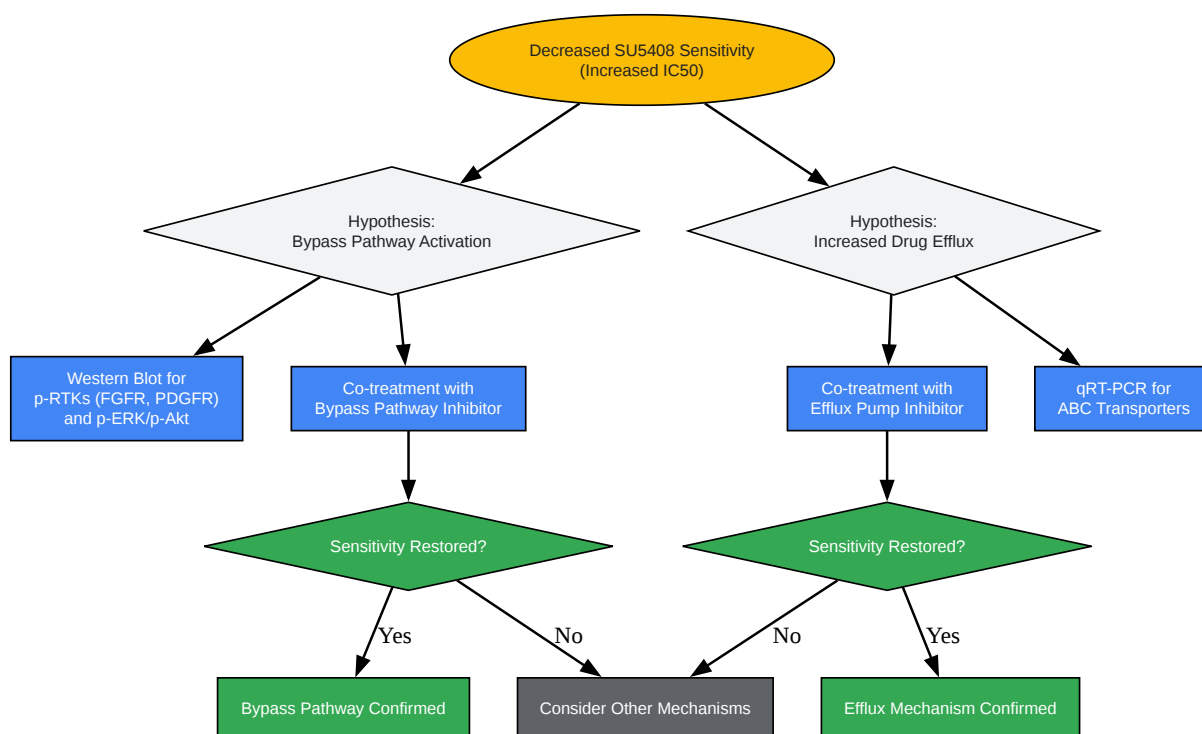 Decreased SU5408 Sensitivity
(Increased IC50)
Hypothesis:
Bypass Pathway Activation
Hypothesis:
Increased Drug Efflux
Western Blot for
p-RTKs (FGFR, PDGFR)
and p-ERK/p-Akt
Co-treatment with
Bypass Pathway Inhibitor
Co-treatment with
Efflux Pump Inhibitor
qRT-PCR for
ABC Transporters
Sensitivity Restored?
Sensitivity Restored?
Yes
No
No
Yes
Bypass Pathway Confirmed
Consider Other Mechanisms
Efflux Mechanism Confirmed